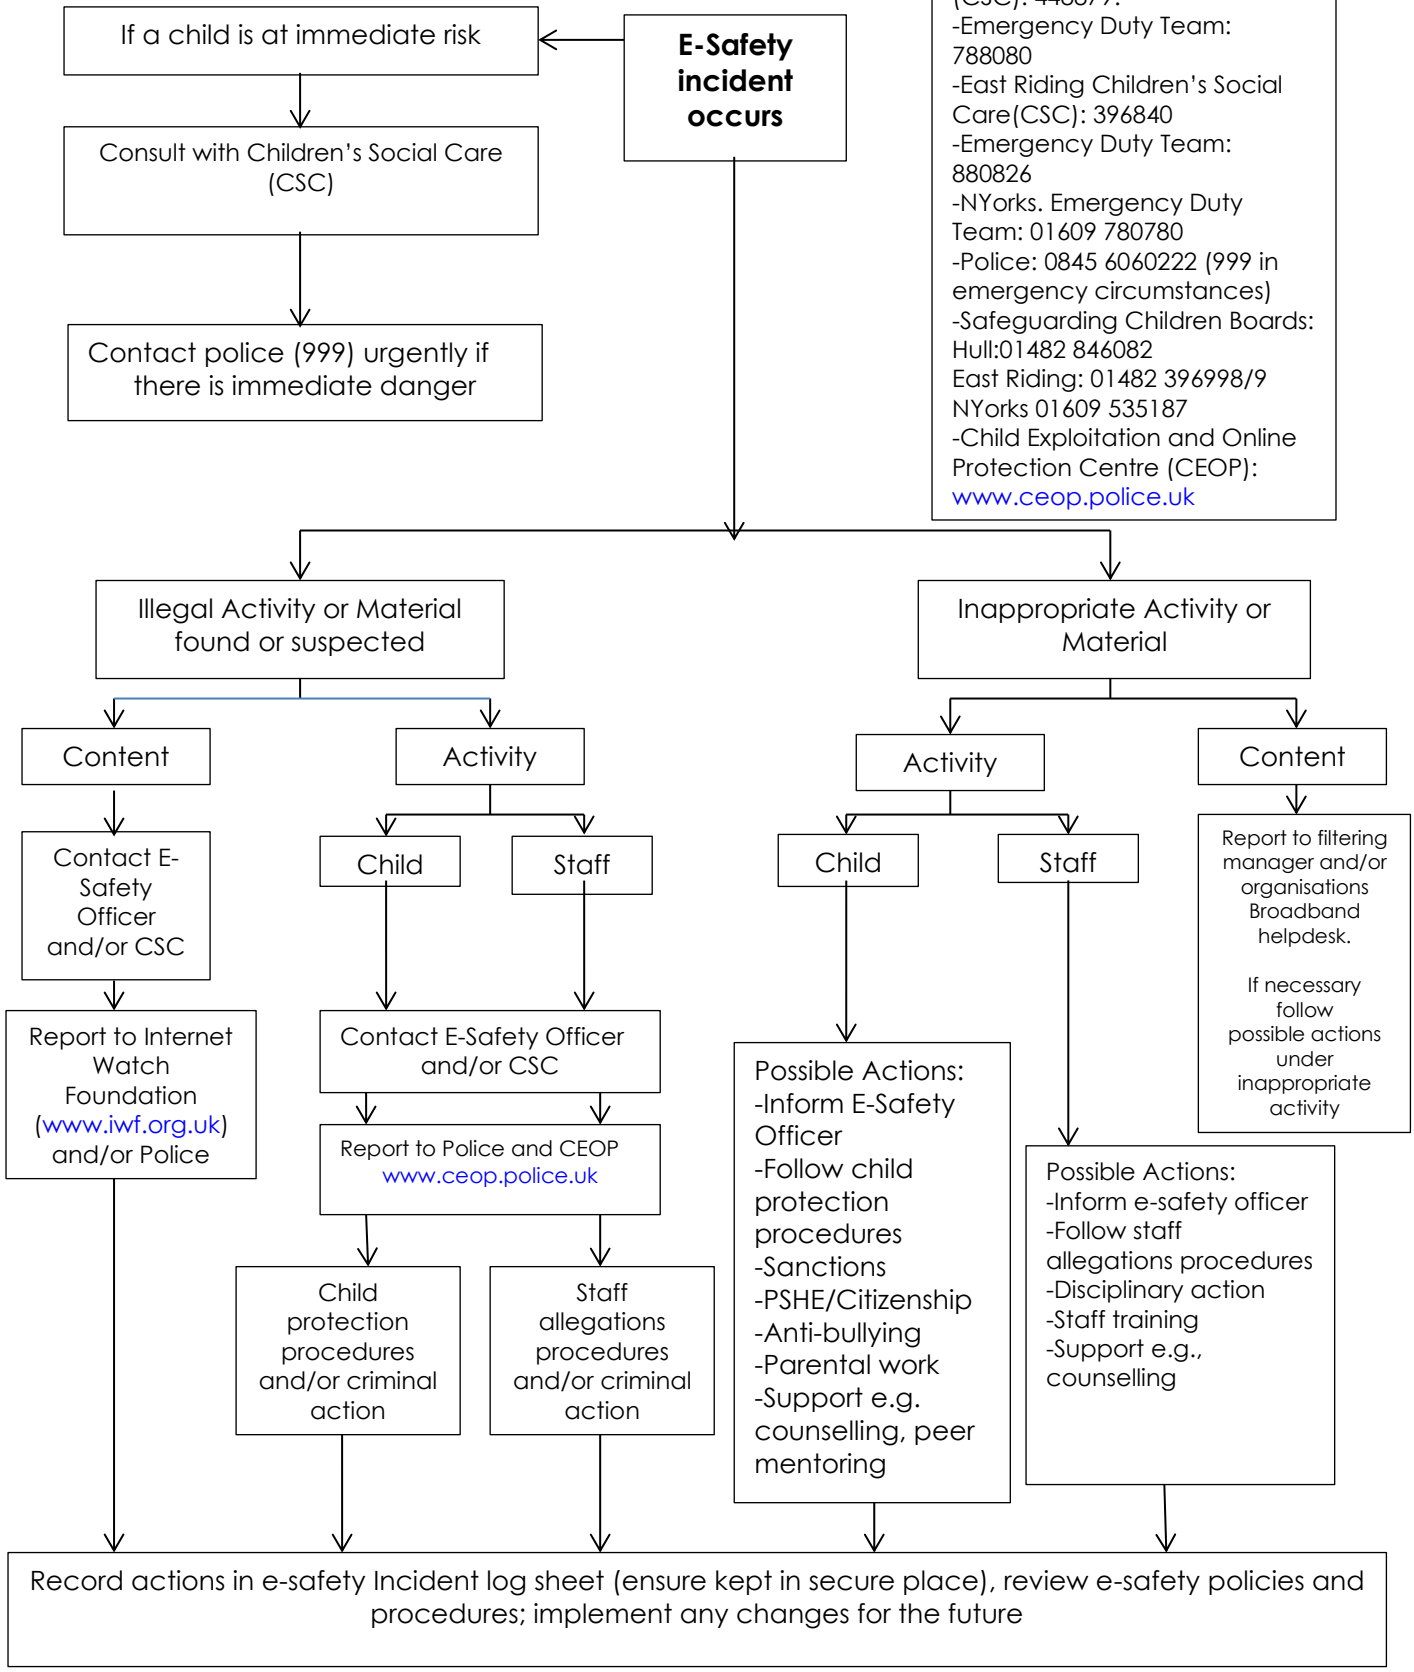 If a child is at immediate risk
E-Safety
incident
occurs
Consult with Children's Social Care
(CSC)
Contact police (999) urgently if
there is immediate danger
-Emergency Duty Team:
788080
-East Riding Children's Social
Care(CSC): 396840
-Emergency Duty Team:
880826
-NYorks. Emergency Duty
Team: 01609 780780
-Police: 0845 6060222 (999 in
emergency circumstances)
-Safeguarding Children Boards:
Hull:01482 846082
East Riding: 01482 396998/9
NYorks 01609 535187
-Child Exploitation and Online
Protection Centre (CEOP):
www.ceop.police.uk
Illegal Activity or Material
found or suspected
Inappropriate Activity or
Material
Content
Activity
Activity
Content
Contact E-
Safety
Officer
and/or CSC
Child
Staff
Child
Staff
Report to filtering
manager and/or
organisations
Broadband
helpdesk.
If necessary
follow
possible actions
under
inappropriate
activity
Report to Internet
Watch
Foundation
(www.iwf.org.uk)
and/or Police
Contact E-Safety Officer
and/or CSC
Report to Police and CEOP
www.ceop.police.uk
Child
protection
procedures
and/or criminal
action
Staff
allegations
procedures
and/or criminal
action
Possible Actions:
-Inform E-Safety
Officer
-Follow child
protection
procedures
-Sanctions
-PSHE/Citizenship
-Anti-bullying
-Parental work
-Support e.g.
counselling, peer
mentoring
Possible Actions:
-Inform e-safety officer
-Follow staff
allegations procedures
-Disciplinary action
-Staff training
-Support e.g.,
counselling
Record actions in e-safety Incident log sheet (ensure kept in secure place), review e-safety policies and
procedures; implement any changes for the future